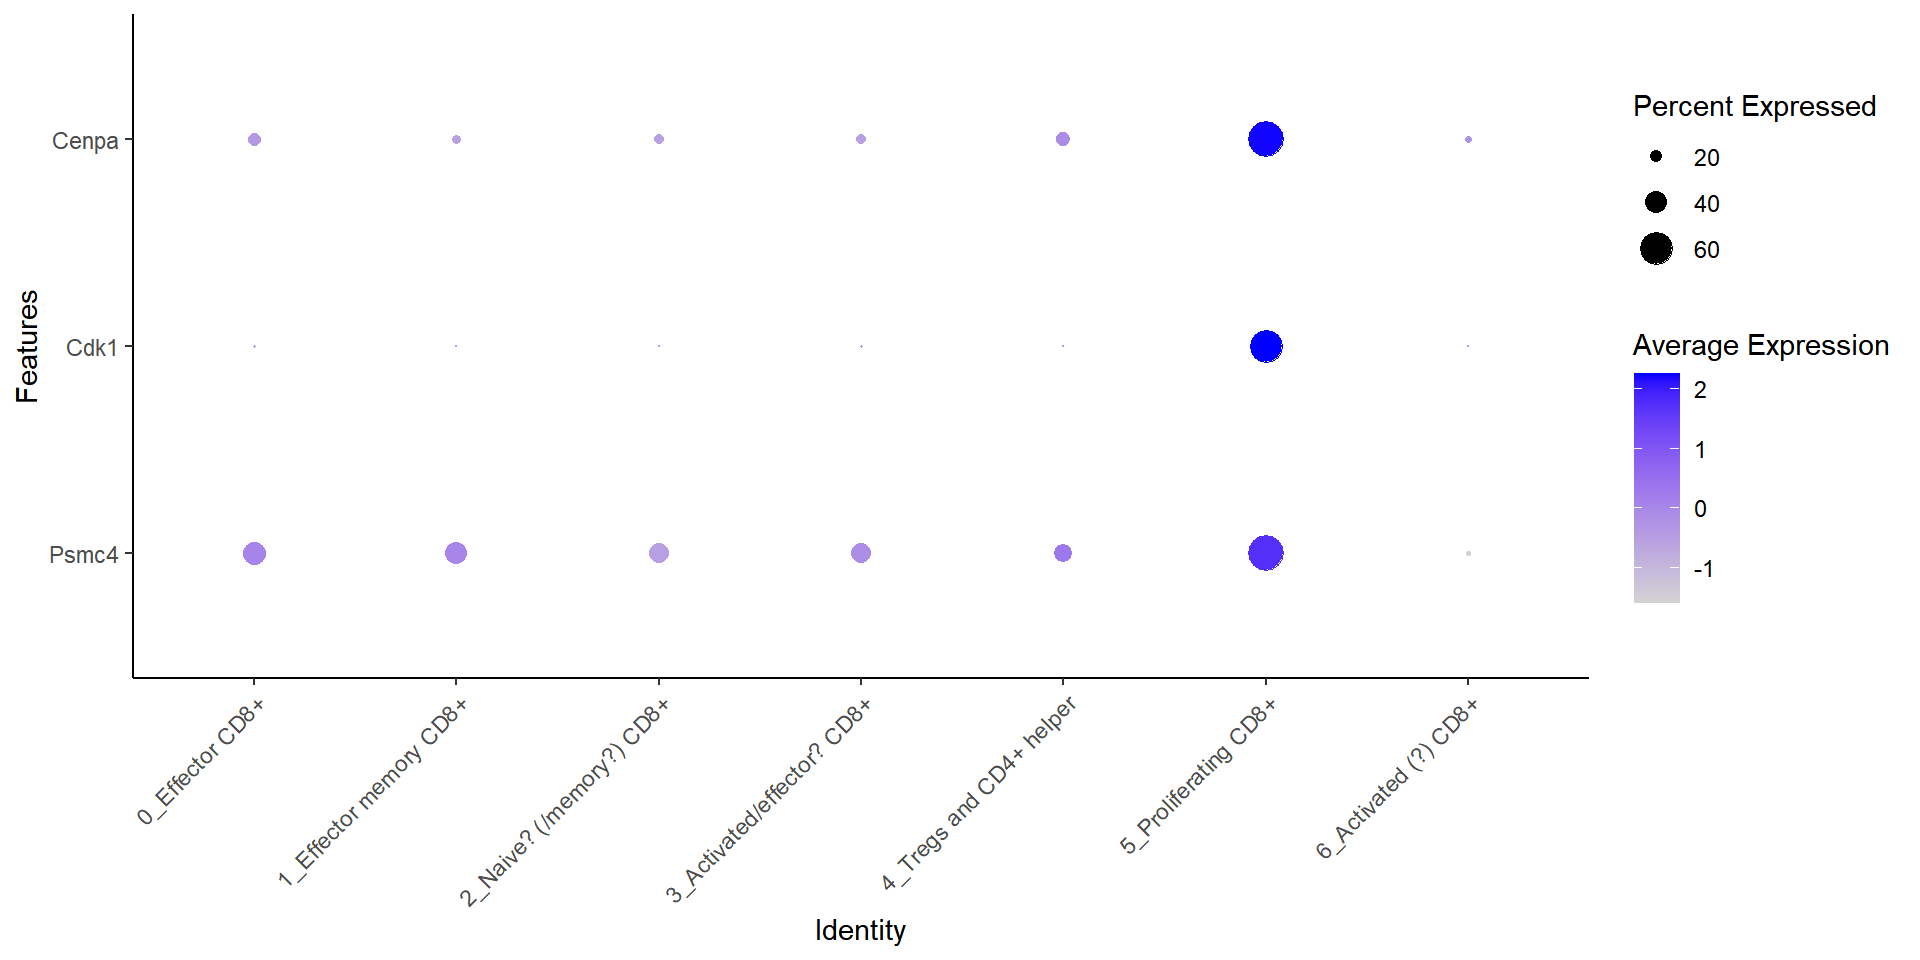 Cenpa
Cdk1
Psmc4
Features
0_Effector CD8+
1_Effector memory CD8+
2_Naive? (/memory?) CD8+
3_Activated/effector? CD8+
4_Tregs and CD4+ helper
5_Proliferating CD8+
6_Activated (?) CD8+
Identity
Percent Expressed
20
40
60
Average Expression
2
1
0
-1